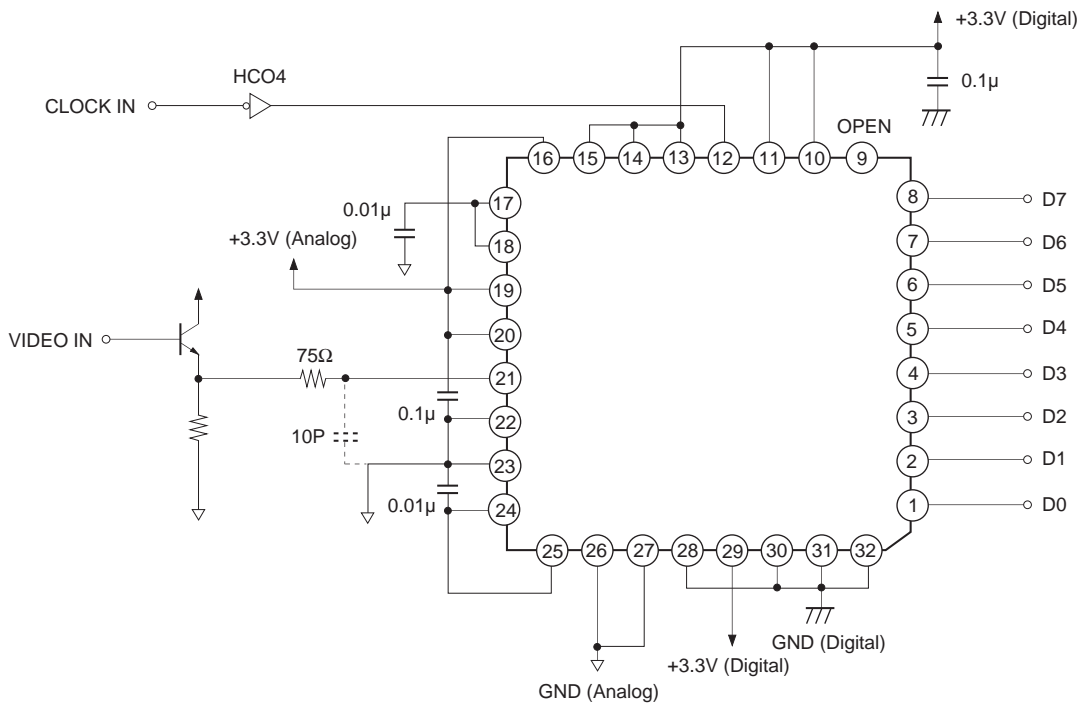 +3.3V (Digital)
HCO4
0.1µ
CLOCK IN
OPEN
16
15
14
13
12
11
10
9
17
8
D7
0.01µ
18
7
D6
+3.3V (Analog)
19
6
D5
20
5
D4
VIDEO IN
75Ω
21
4
D3
0.1µ
22
3
D2
10P
23
2
D1
0.01µ
24
1
D0
25
26
27
28
29
30
31
32
GND (Digital)
+3.3V (Digital)
GND (Analog)